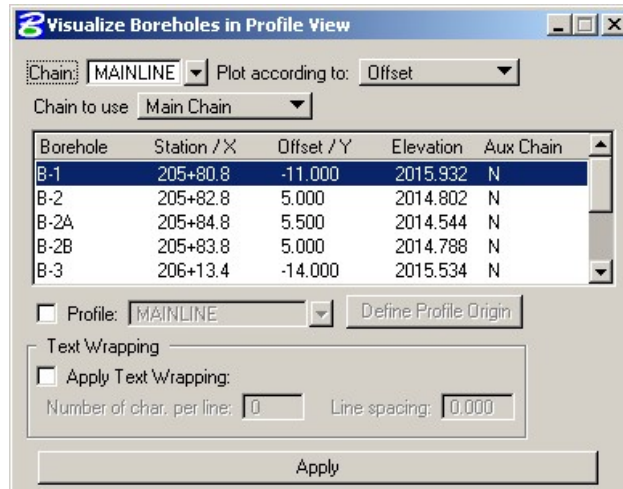 Visualize Boreholes in Profile View
Chain: MAINLINE Plot according to: Offset
Chain to use Main Chain
Borehole Station / X Offset / Y Elevation Aux Chain
B-1 205+80.8 -11.000 2015.932 N
B-2 205+82.8 5.000 2014.802 N
B-2A 205+84.8 5.500 2014.544 N
B-2B 205+83.8 5.000 2014.788 N
B-3 206+13.4 -14.000 2015.534 N
Profile: MAINLINE Define Profile Origin
Text Wrapping
Apply Text Wrapping:
Number of char. per line: 0 Line spacing: 0.000
Apply